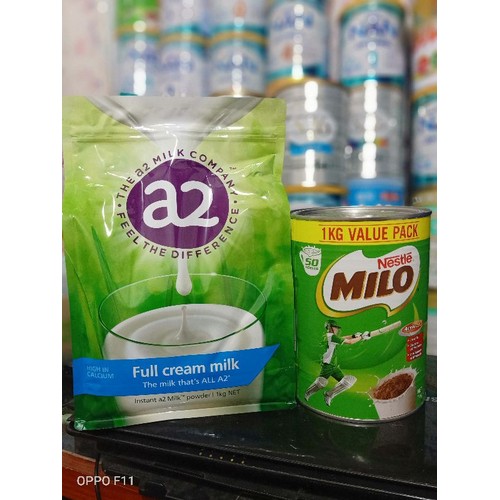 THE a2 MILK COMPANY
a2
FEEL THE DIFFERENCE
HIGH IN
CALCIUM
Full cream milk
The milk that's ALL A2*
Instant a2 Milk™ powder | 1kg NET
1KG VALUE PACK
50
Nestlé
MILO
OPPO F11